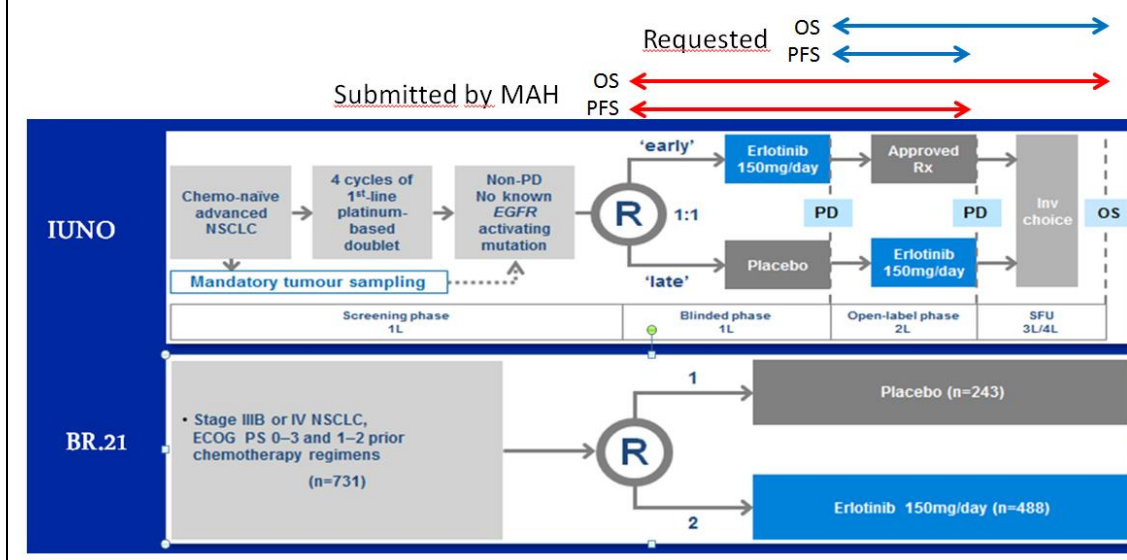 OS
Requested
PFS
OS
Submitted by MAH
PFS
IUNO
Chemo-naïve
advanced
NSCLC
4 cycles of
1st-line
platinum-
based
doublet
Non-PD
No known
EGFR
activating
mutation
R
1:1
'early'
Erlotinib
150mg/day
PD
Approved
Rx
PD
Inv
choice
OS
'late'
Placebo
Erlotinib
150mg/day
Mandatory tumour sampling
Screening phase
1L
Blinded phase
1L
Open-label phase
2L
SFU
3L/4L
BR.21
• Stage IIIB or IV NSCLC,
ECOG PS 0–3 and 1–2 prior
chemotherapy regimens
(n=731)
R
1
Placebo (n=243)
2
Erlotinib 150mg/day (n=488)